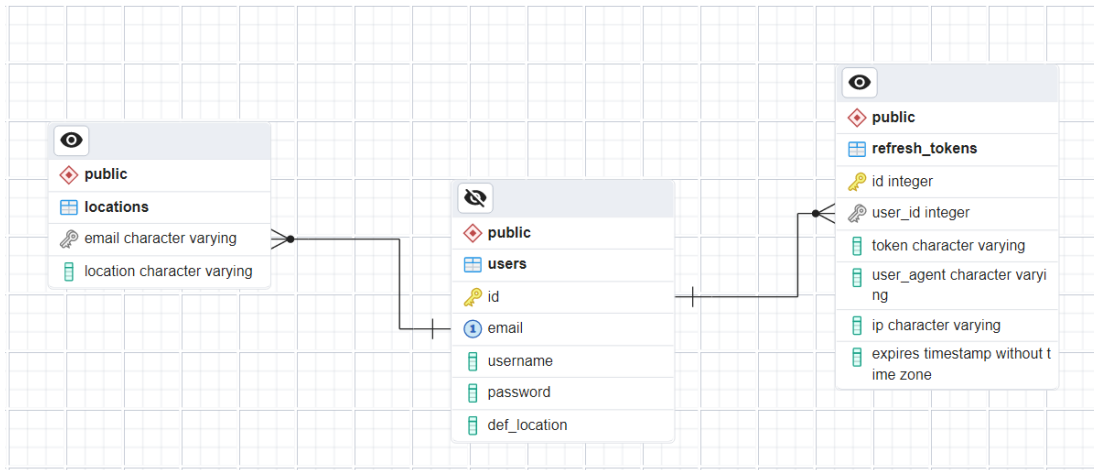 public
locations
email character varying
location character varying
public
users
id
1
email
username
password
def_location
public
refresh_tokens
id integer
user_id integer
token character varying
user_agent character varyi
ng
ip character varying
expires timestamp without t
ime zone